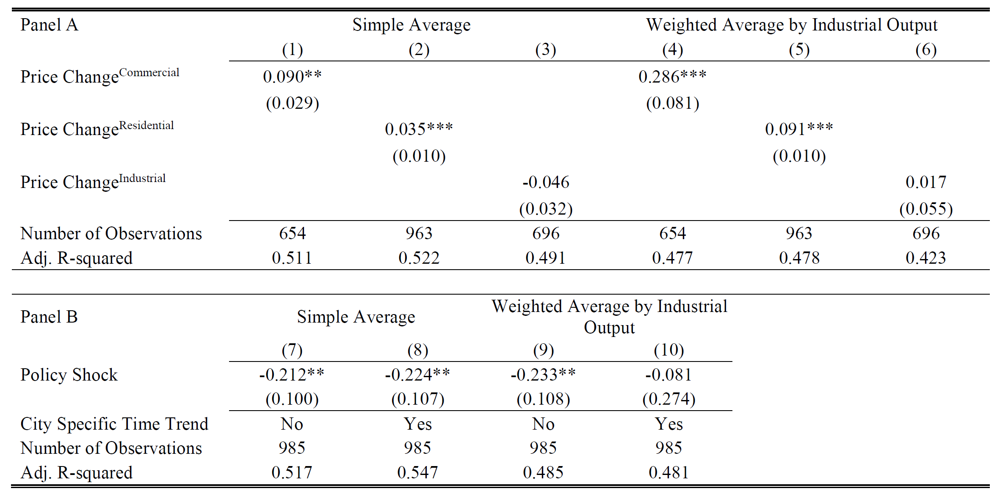 Panel A Simple Average Weighted Average by Industrial Output
(1) (2) (3) (4) (5) (6)
Price Change^Commercial 0.090** 0.286***
(0.029) (0.081)
Price Change^Residential 0.035*** 0.091***
(0.010) (0.010)
Price Change^Industrial -0.046 0.017
(0.032) (0.055)
Number of Observations 654 963 696 654 963 696
Adj. R-squared 0.511 0.522 0.491 0.477 0.478 0.423
Panel B Simple Average Weighted Average by Industrial
Output
(7) (8) (9) (10)
Policy Shock -0.212** -0.224** -0.233** -0.081
(0.100) (0.107) (0.108) (0.274)
City Specific Time Trend No Yes No Yes
Number of Observations 985 985 985 985
Adj. R-squared 0.517 0.547 0.485 0.481